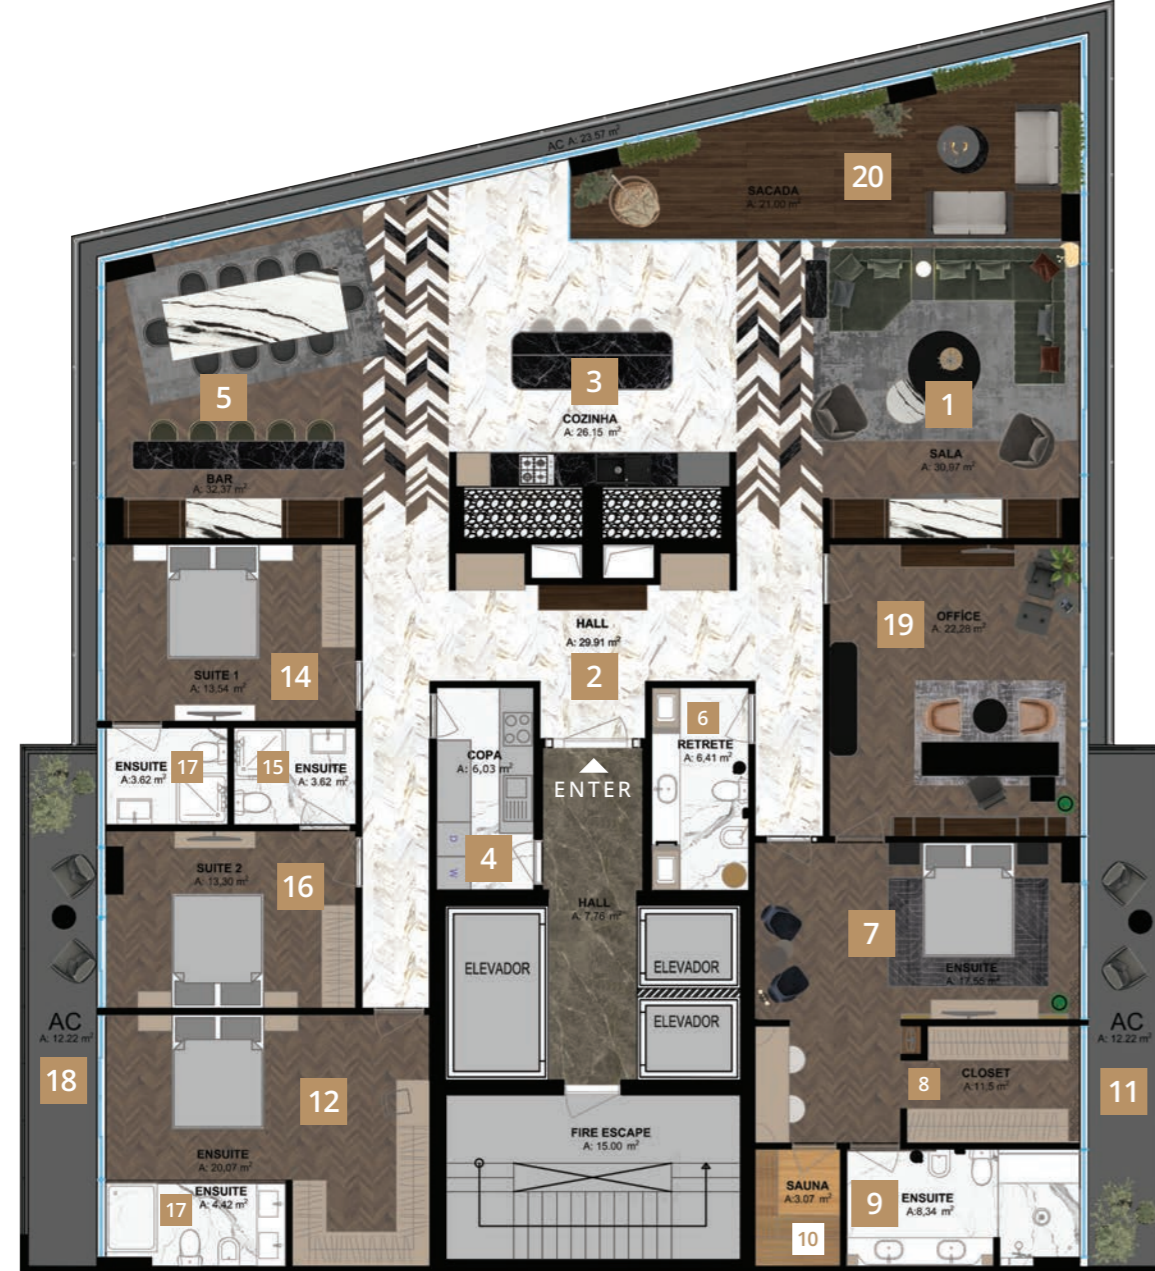 AC A: 23.57 m²
20
SACADA
A: 21.00 m²
3
COZINHA
A: 26.15 m²
5
BAR
A: 32,37 m²
1
SALA
A: 30,97 m²
HALL
A: 29.91 m²
2
19
OFFİCE
A: 22,28 m²
SUITE 1
A: 13,54 m²
14
6
RETRETE
A: 6,41 m²
COPA
A: 6,03 m²
4
D
W
ENTER
ENSUITE
A:3.62 m²
17
15
ENSUITE
A: 3.62 m²
SUITE 2
A: 13,30 m²
16
HALL
A: 7,76 m²
7
ENSUITE
A: 17,55 m²
ELEVADOR
ELEVADOR
ELEVADOR
AC
A: 12.22 m²
18
AC
A: 12.22 m²
11
12
8
CLOSET
A:11,5 m²
FIRE ESCAPE
A: 15.00 m²
ENSUITE
A: 20,07 m²
ENSUITE
A: 4.42 m²
17
SAUNA
A:3.07 m²
10
9
ENSUITE
A:8,34 m²